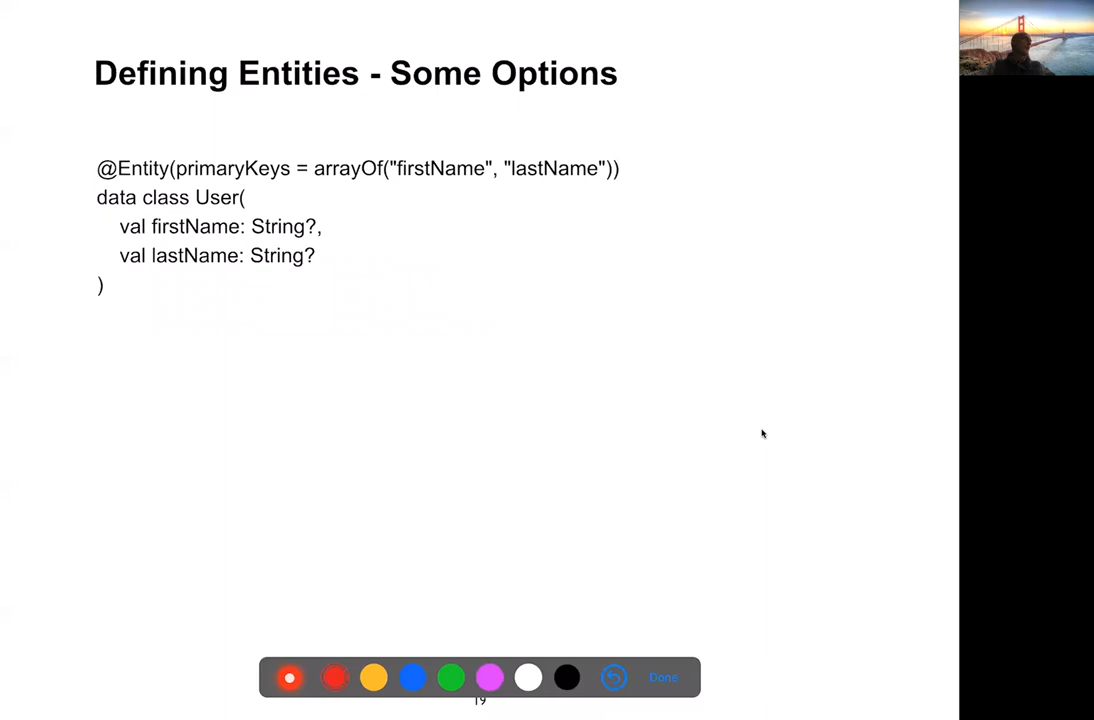 Defining Entities - Some Options
@Entity(primaryKeys = arrayOf("firstName", "lastName"))
data class User(
    val firstName: String?,
    val lastName: String?
)
Done
19